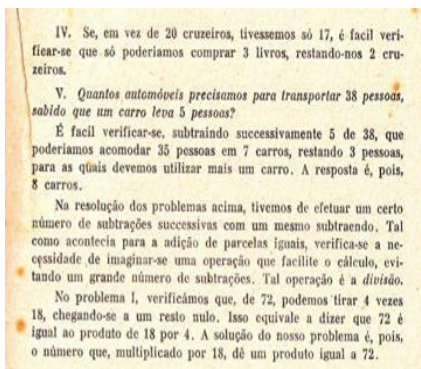 IV. Se, em vez de 20 cruzeiros, tivessemos só 17, é facil veri-
ficar-se que só poderiamos comprar 3 livros, restando-nos 2 cru-
zeiros.
V. Quantos automóveis precisamos para transportar 38 pessoas,
sabido que um carro leva 5 pessoas?
É facil verificar-se, subtraindo successivamente 5 de 38, que
poderiamos acomodar 35 pessoas em 7 carros, restando 3 pessoas,
para as quais devemos utilizar mais um carro. A resposta é, pois,
8 carros.
Na resolução dos problemas acima, tivemos de efetuar um certo
número de subtrações successivas com um mesmo subtraendo. Tal
como acontecia para a adição de parcelas iguais, verifica-se a ne-
cęssidade de imaginar-se uma operação que facilite o cálculo, evi-
tando um grande número de subtrações. Tal operação é a divisão.
No problema I, verificámos que, de 72, podemos tirar 4 vezes
18, chegando-se a um resto nulo. Isso equivale a dizer que 72 é
igual ao produto de 18 por 4. A solução do nosso problema é, pois,
o número que, multiplicado por 18, dê um produto igual a 72.